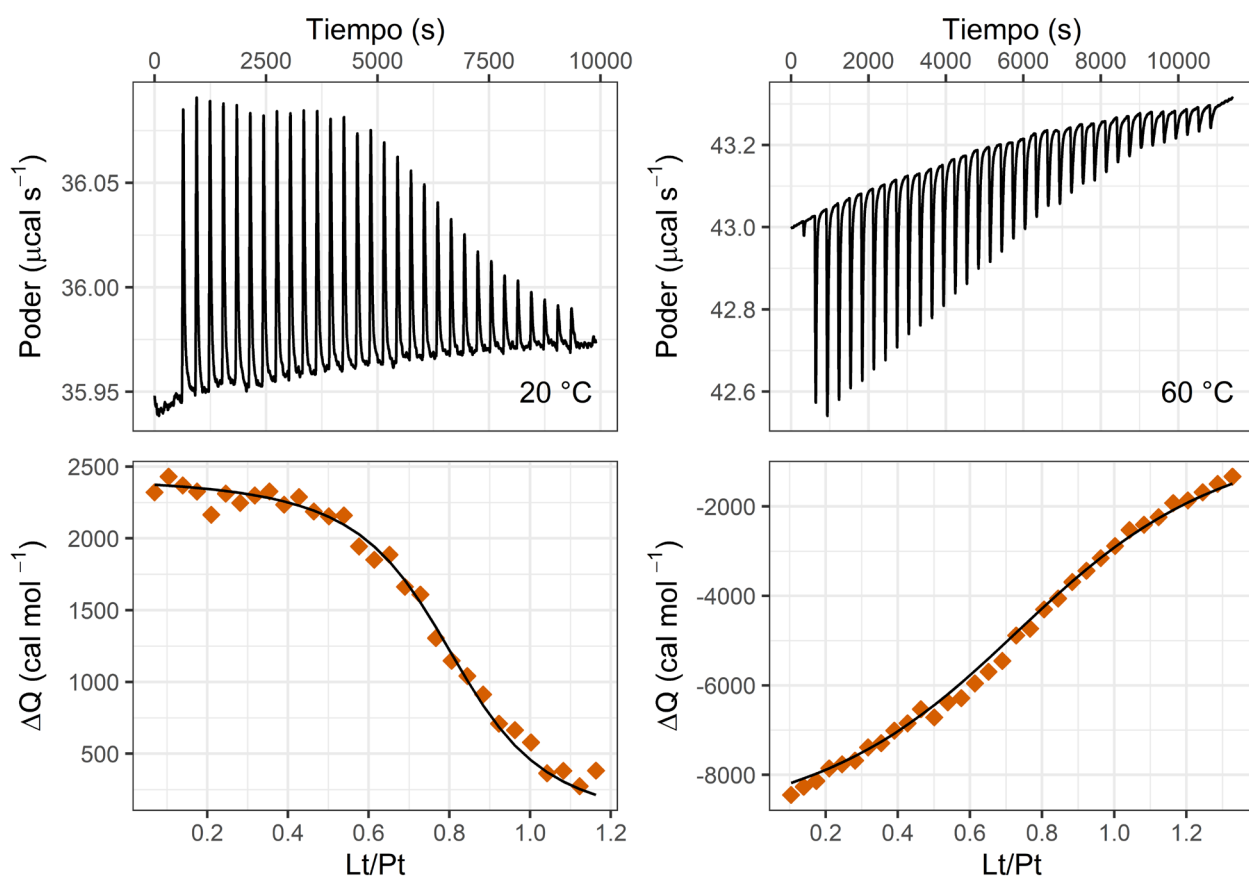 Tiempo (s)
0 2500 5000 7500 10000
Poder (μcal s⁻¹)
36.05
36.00
35.95
20 °C
Tiempo (s)
0 2000 4000 6000 8000 10000
Poder (μcal s⁻¹)
43.2
43.0
42.8
42.6
60 °C
ΔQ (cal mol ⁻¹)
2500
2000
1500
1000
500
0.2 0.4 0.6 0.8 1.0 1.2
Lt/Pt
ΔQ (cal mol ⁻¹)
-2000
-4000
-6000
-8000
0.2 0.4 0.6 0.8 1.0 1.2
Lt/Pt